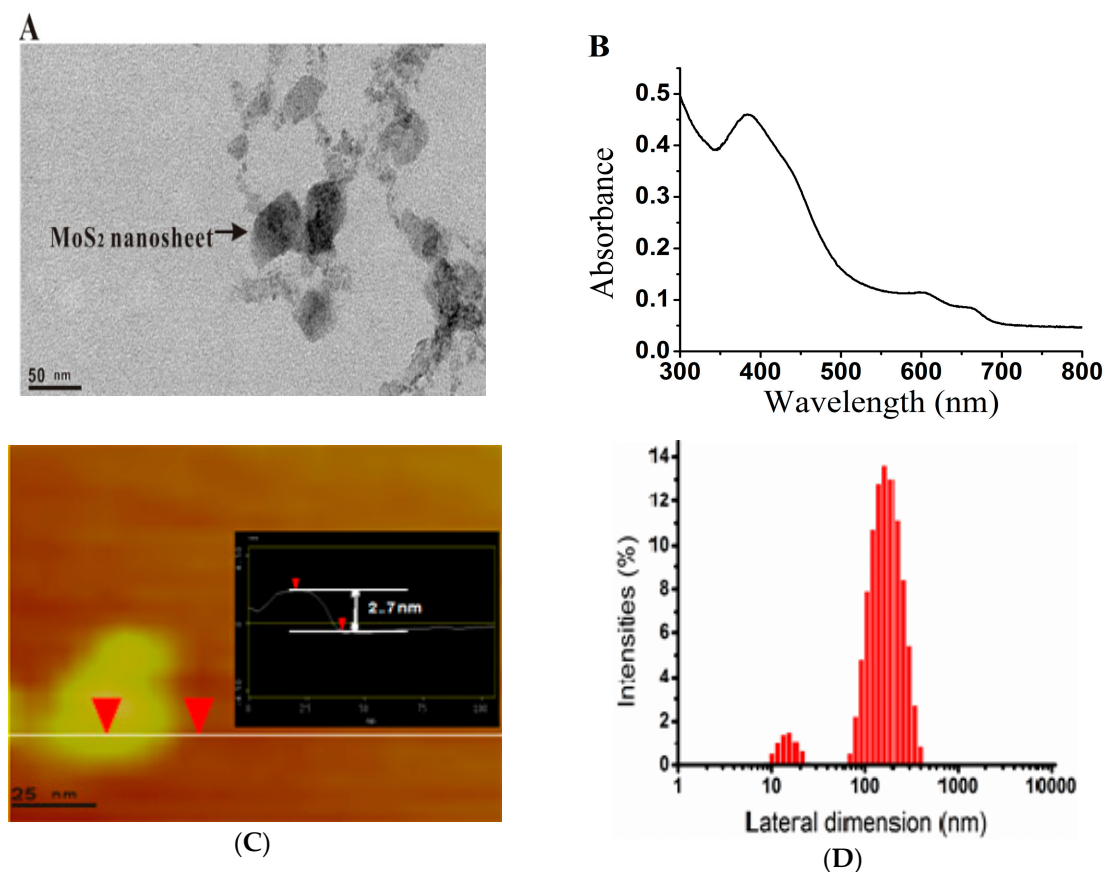 A
MoS2 nanosheet
50 nm
B
0.5
0.4
0.3
0.2
0.1
0.0
Absorbance
300 400 500 600 700 800
Wavelength (nm)
2.7nm
25 nm
(C)
14
12
10
8
6
4
2
0
Intensities (%)
1 10 100 1000 10000
Lateral dimension (nm)
(D)